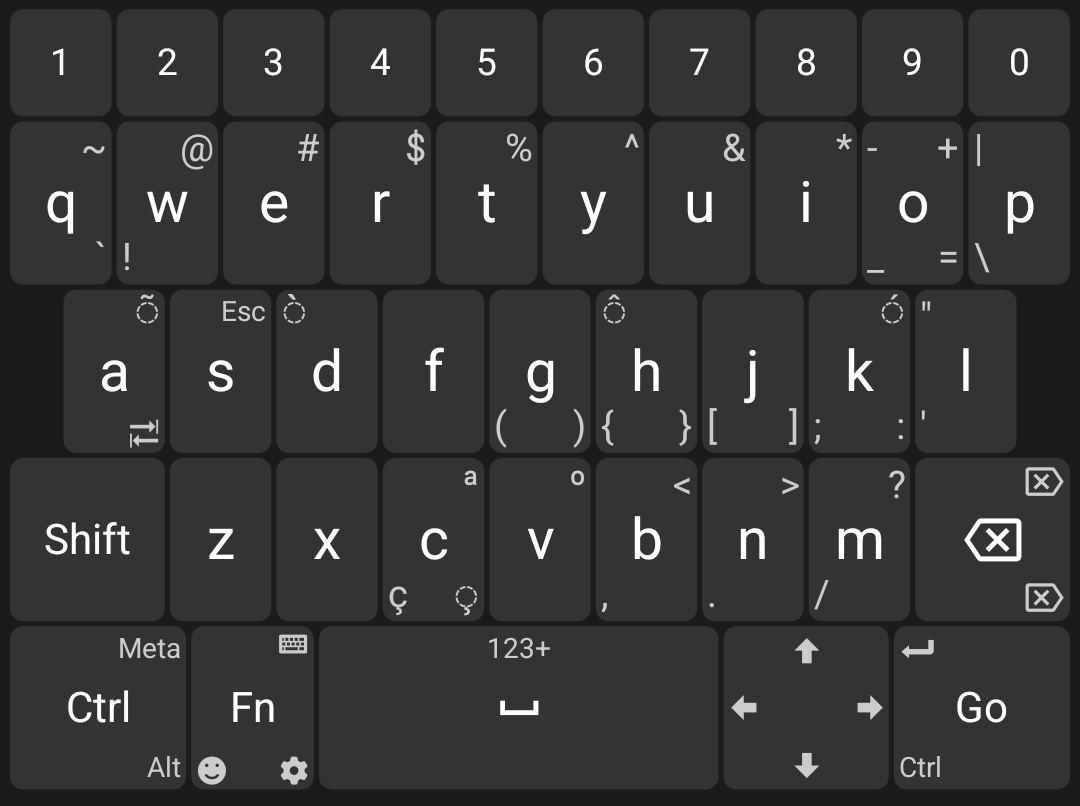 1 2 3 4 5 6 7 8 9 0
~ @ # $ % ^ & * - + |
q w e r t y u i o p
` ! _ = \
◌̃ Esc ◌̀ ◌̂ ◌́ "
a s d f g h j k l
( ) { } [ ] ; : '
ª º < > ?
Shift z x c v b n m
ç ◌̧ , . /
Meta 123+
Ctrl Fn Go
Alt Ctrl